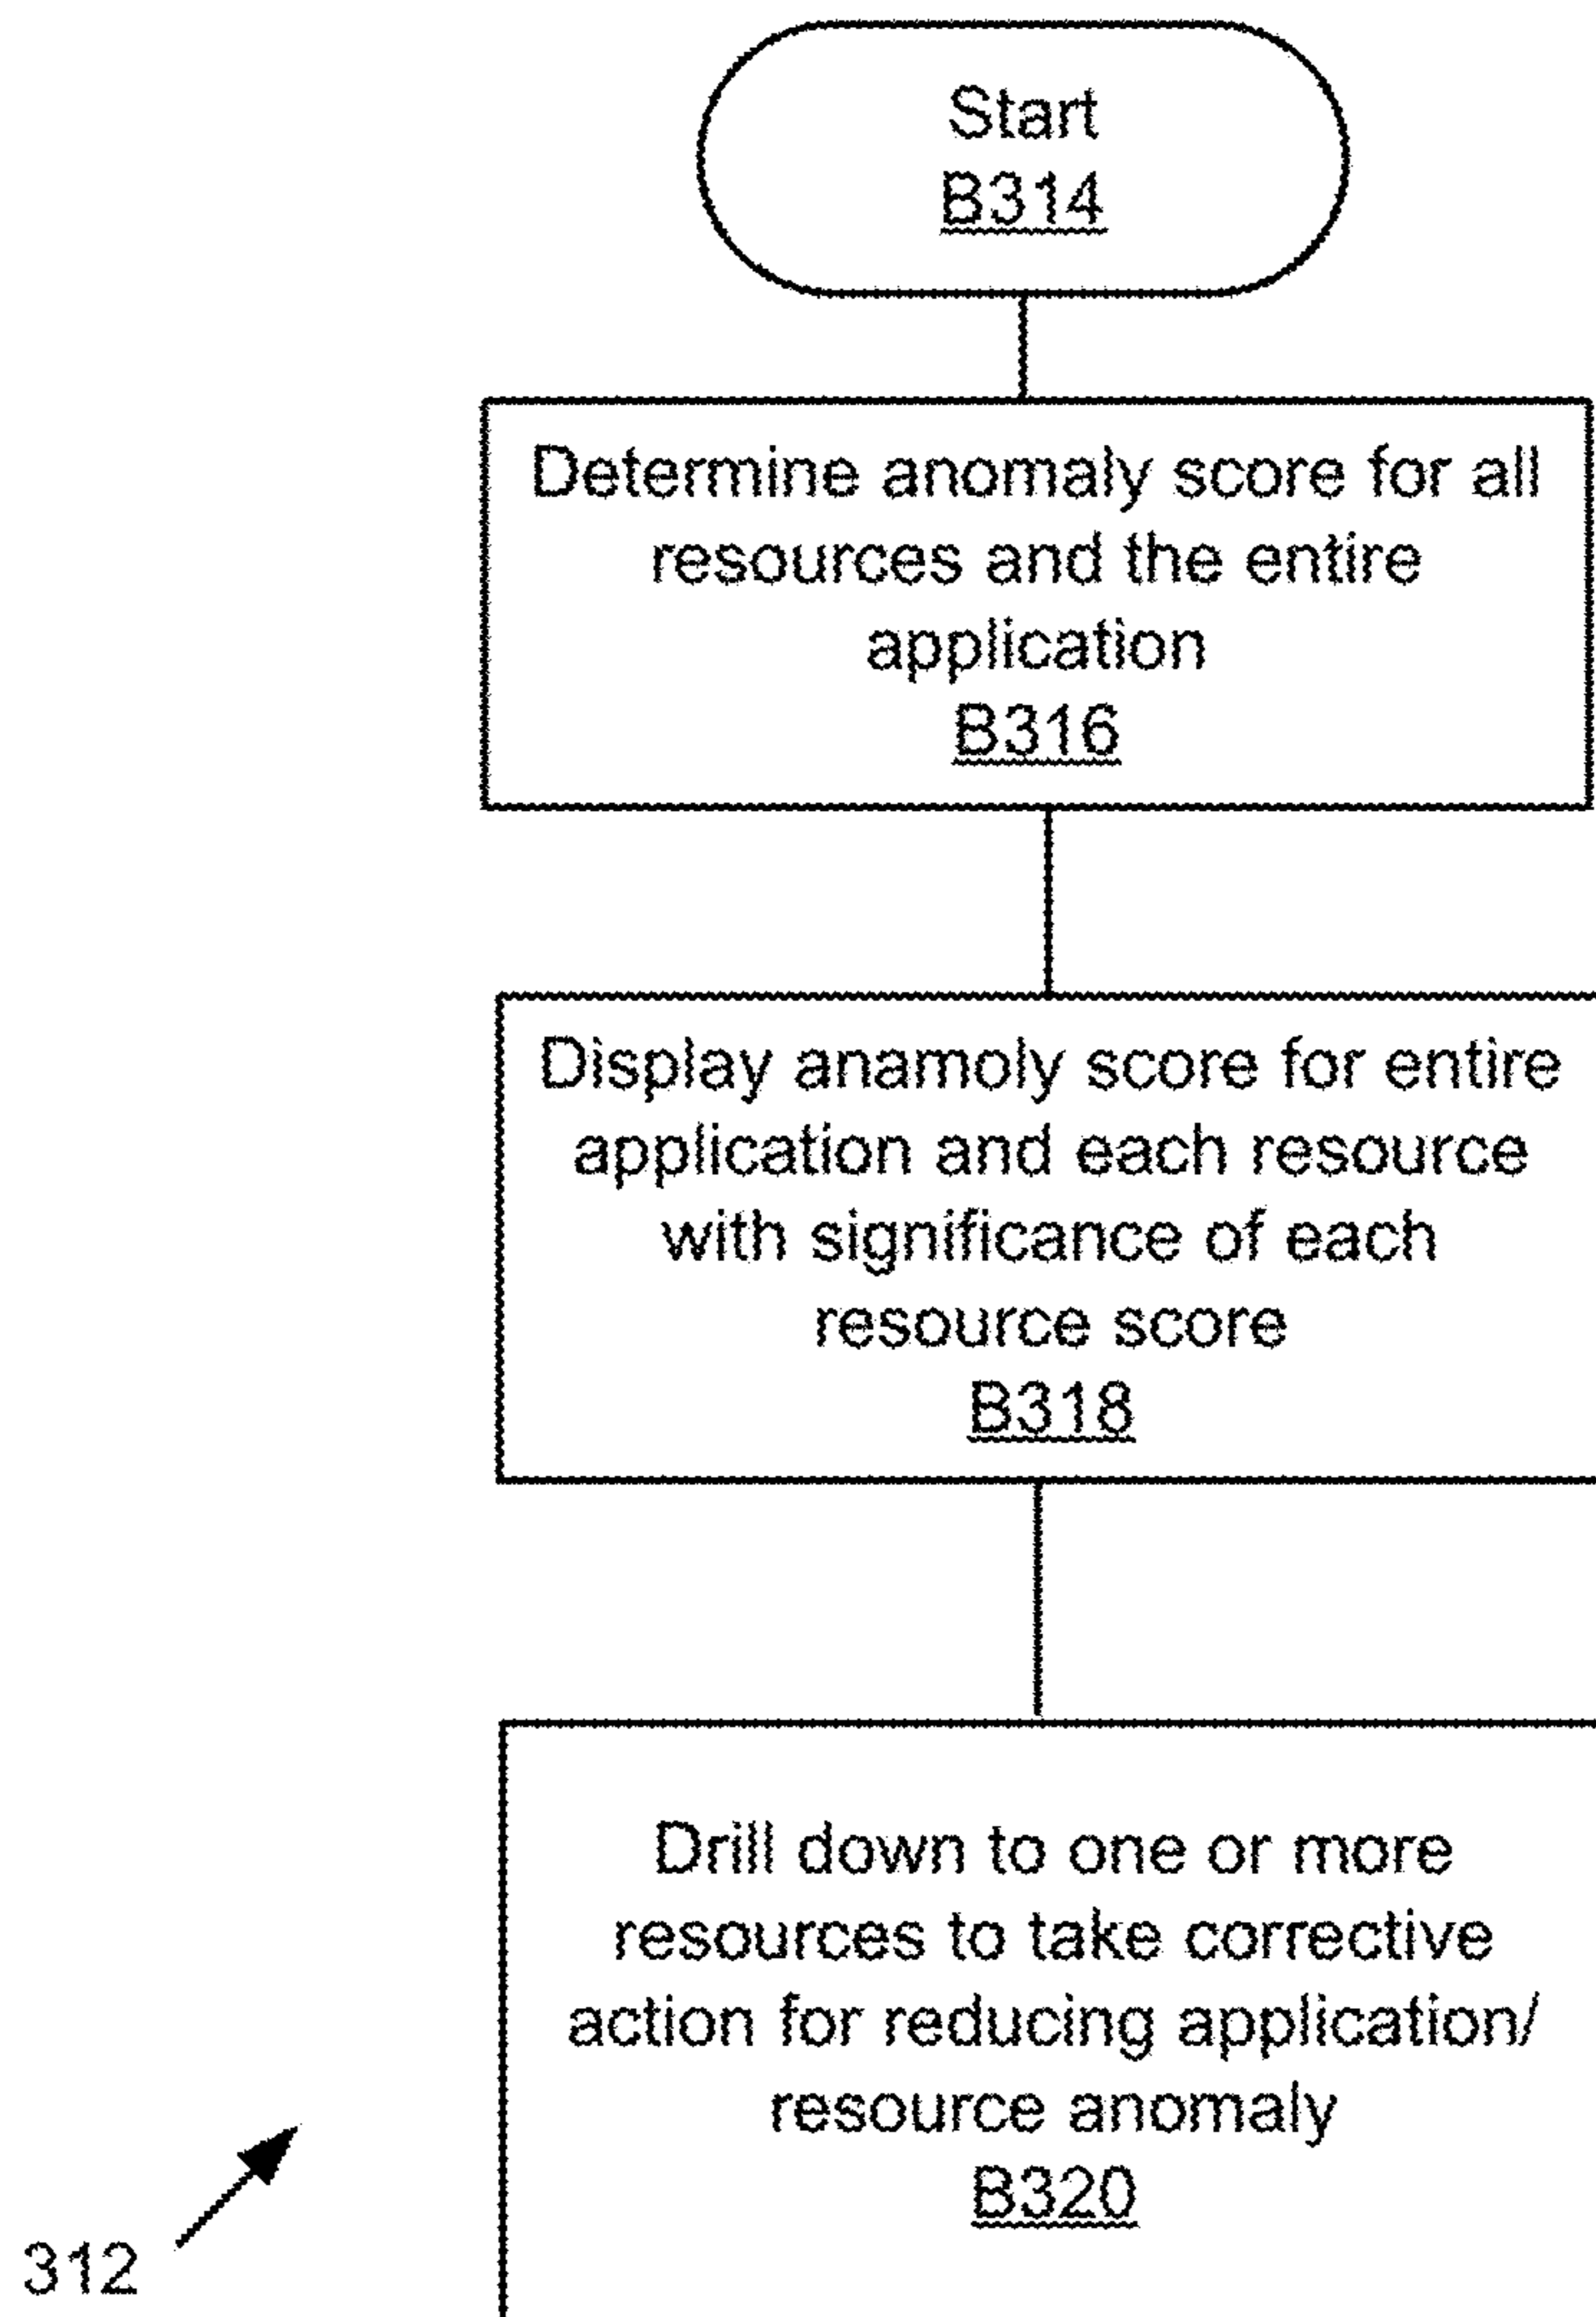 Start
B314
Determine anomaly score for all
resources and the entire
application
B316
Display anamoly score for entire
application and each resource
with significance of each
resource score
B318
Drill down to one or more
resources to take corrective
action for reducing application/
resource anomaly
B320
312